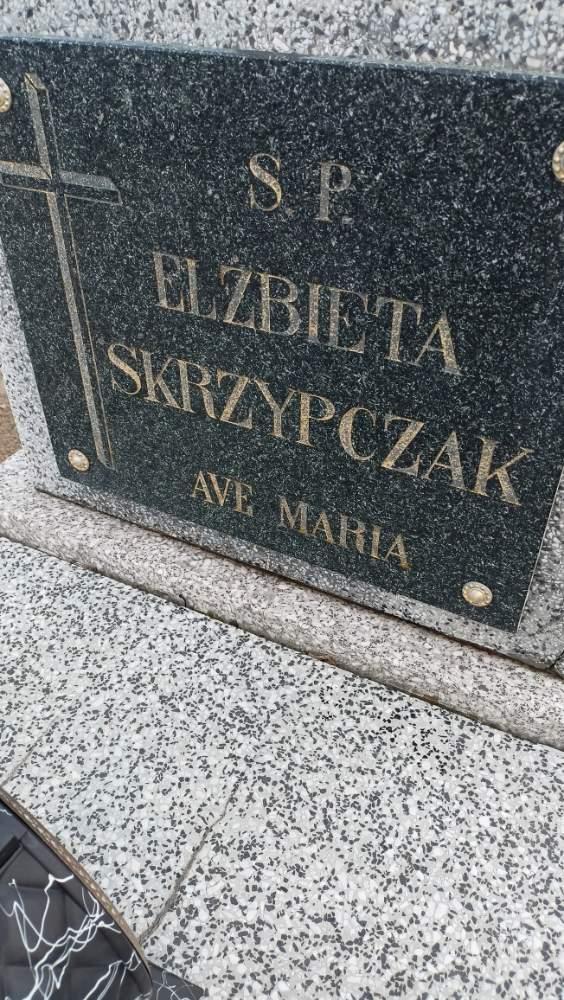 S. P.
ELŻBIETA
SKRZYPCZAK
AVE MARIA